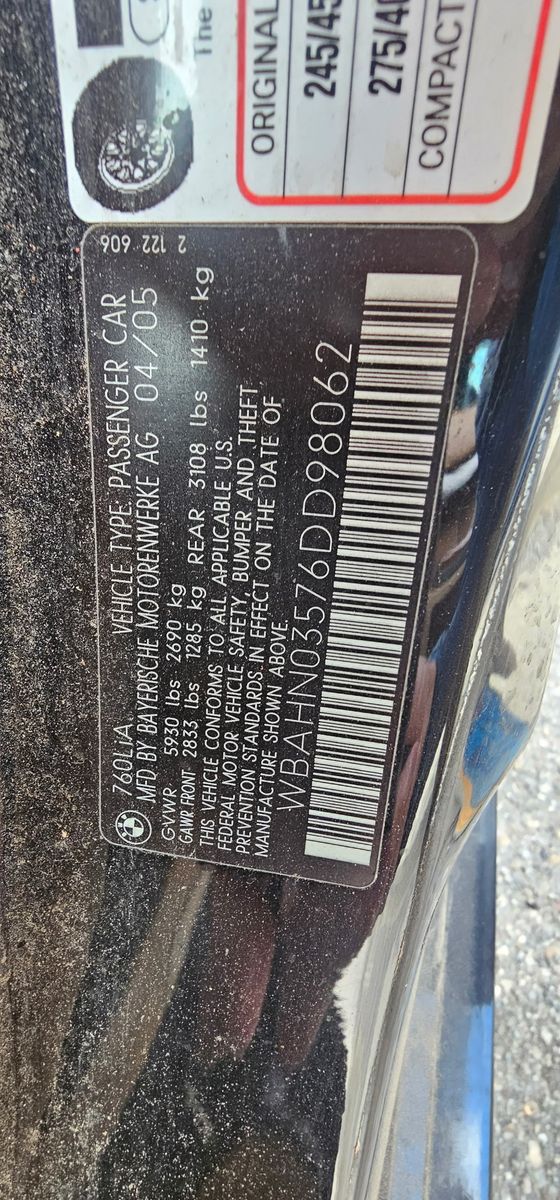 The
ORIGINAL
245/45
275/40
COMPACT
2 122 606
760LiA VEHICLE TYPE: PASSENGER CAR
MFD BY BAYERISCHE MOTORENWERKE AG 04/05
GVWR 5930 lbs 2690 kg
GAWR FRONT 2833 lbs 1285 kg REAR 3108 lbs 1410 kg
THIS VEHICLE CONFORMS TO ALL APPLICABLE U.S.
FEDERAL MOTOR VEHICLE SAFETY, BUMPER AND THEFT
PREVENTION STANDARDS IN EFFECT ON THE DATE OF
MANUFACTURE SHOWN ABOVE.
WBAHN03576DD98062